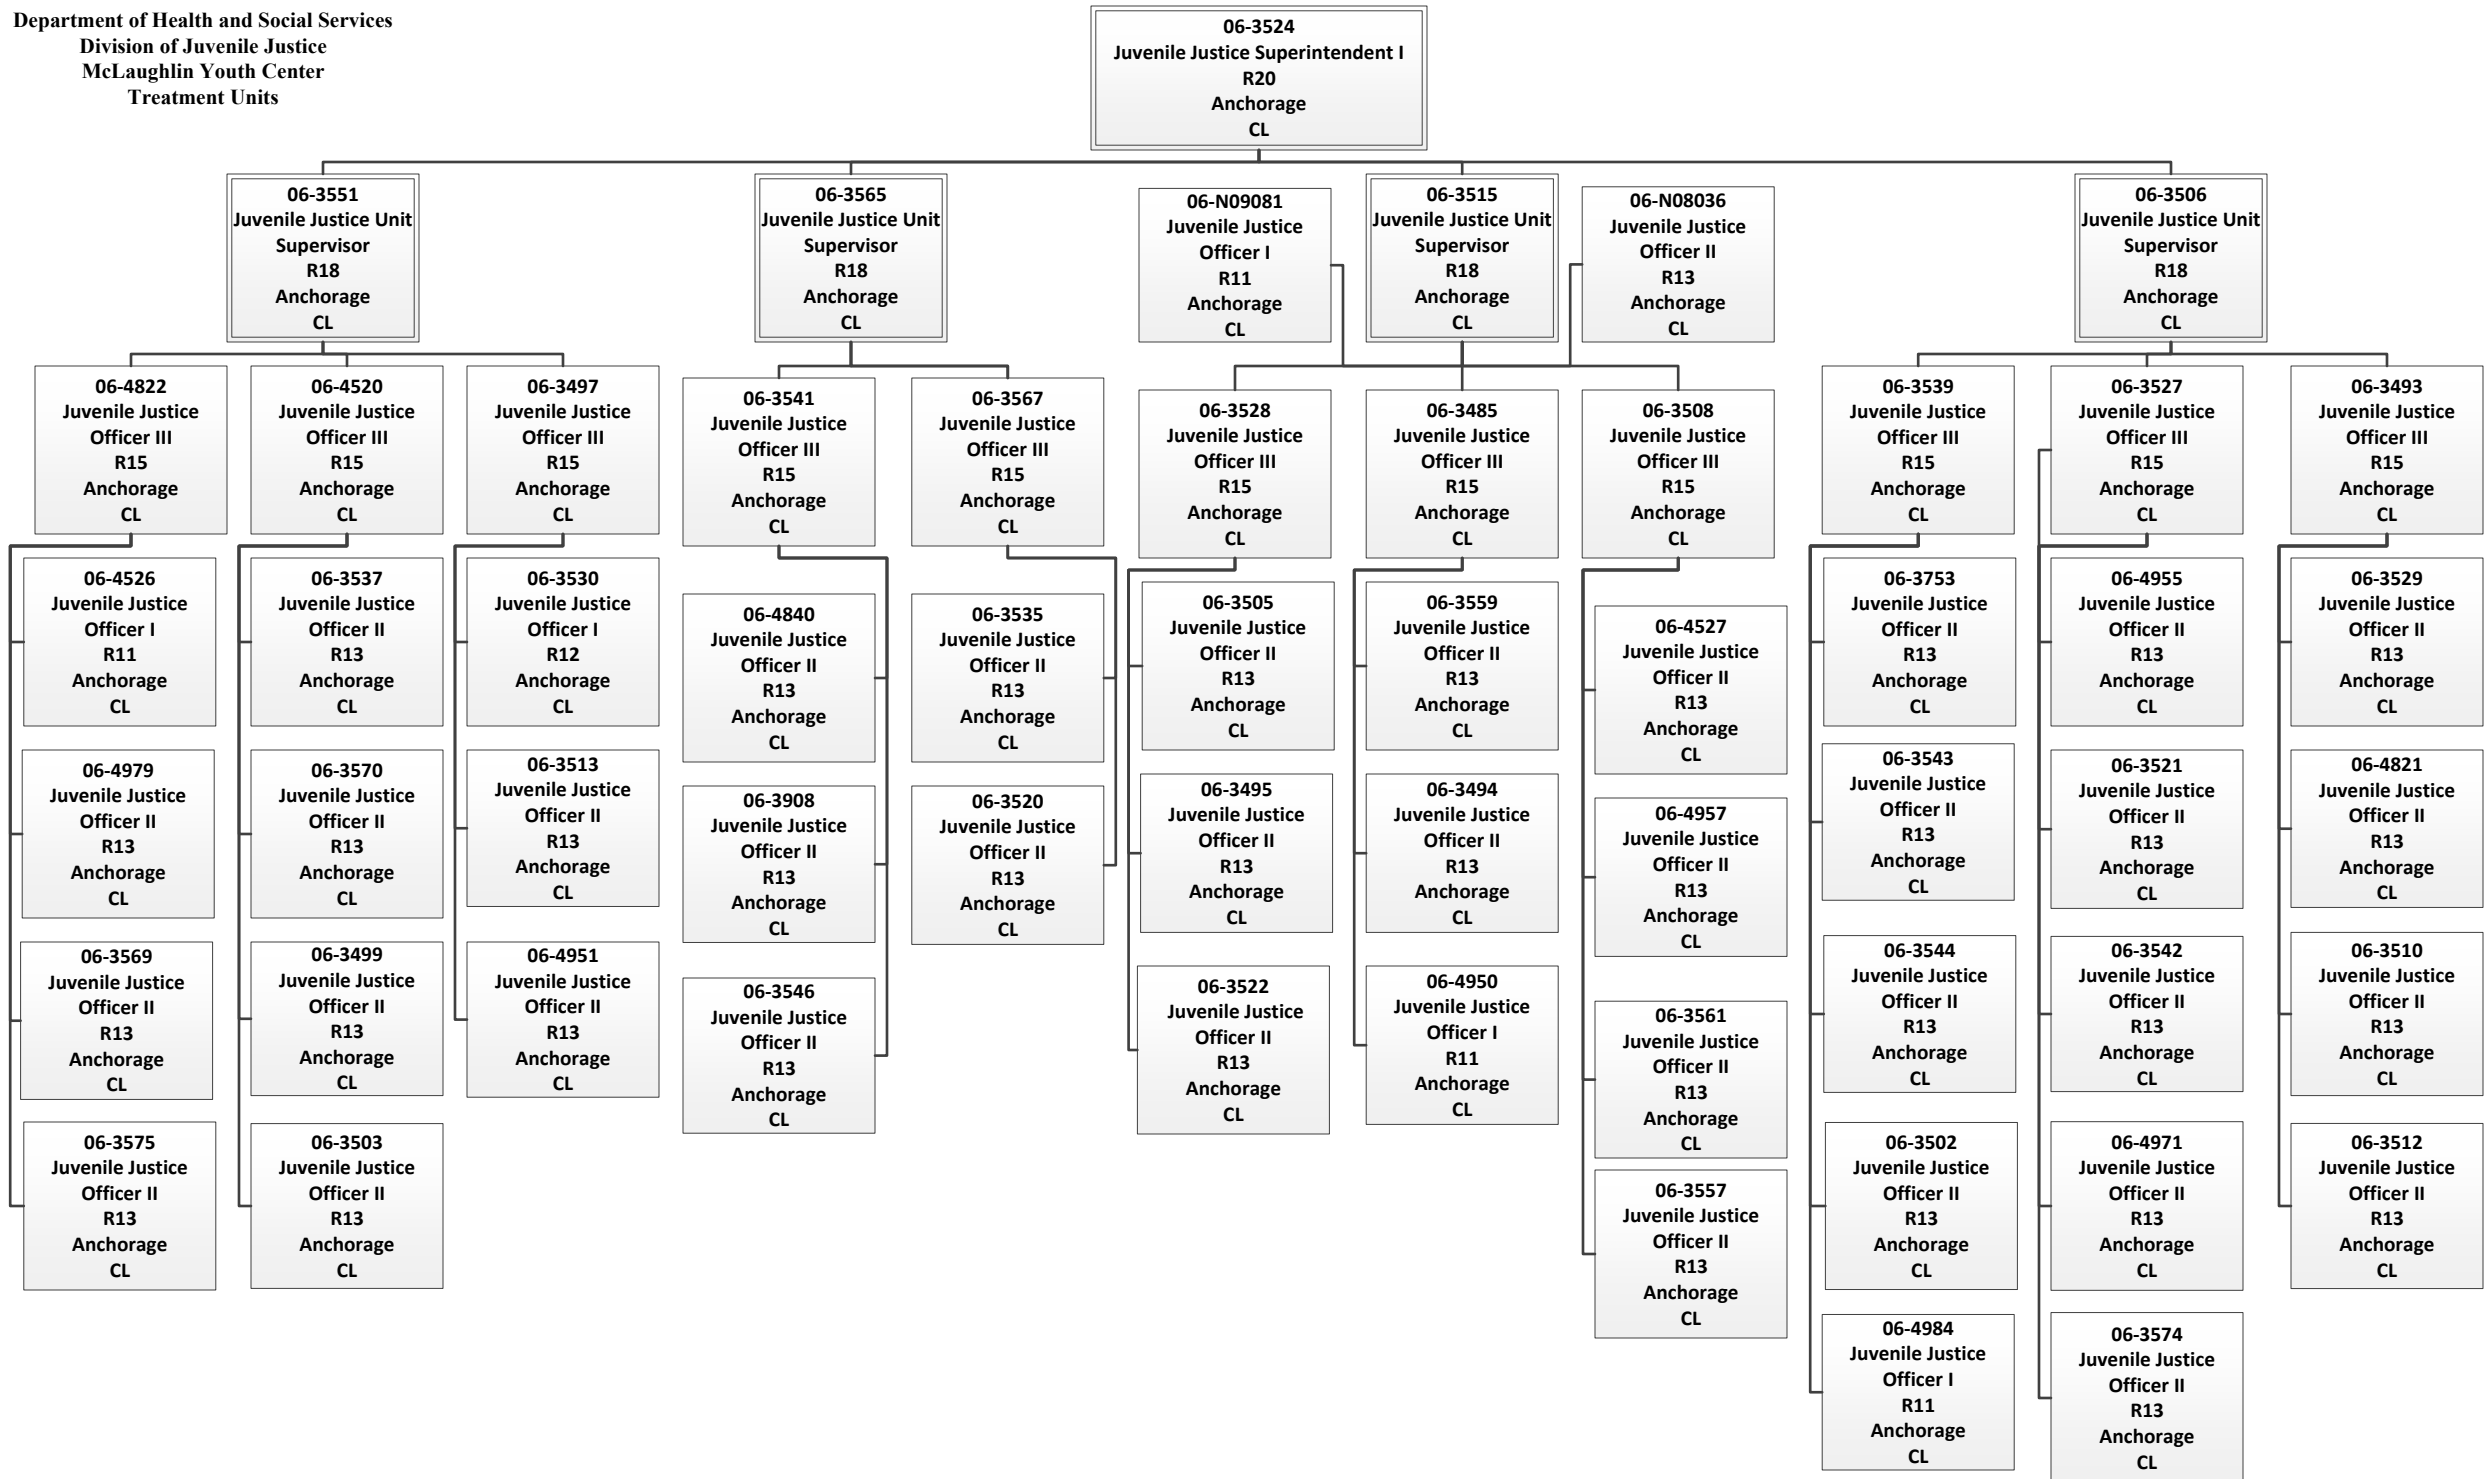 Department of Health and Social Services
Division of Juvenile Justice
McLaughlin Youth Center
Treatment Units
06-3524
Juvenile Justice Superintendent I
R20
Anchorage
CL
06-3551
Juvenile Justice Unit
Supervisor
R18
Anchorage
CL
06-3565
Juvenile Justice Unit
Supervisor
R18
Anchorage
CL
06-N09081
Juvenile Justice
Officer I
R11
Anchorage
CL
06-3515
Juvenile Justice Unit
Supervisor
R18
Anchorage
CL
06-N08036
Juvenile Justice
Officer II
R13
Anchorage
CL
06-3506
Juvenile Justice Unit
Supervisor
R18
Anchorage
CL
06-4822
Juvenile Justice
Officer III
R15
Anchorage
CL
06-4520
Juvenile Justice
Officer III
R15
Anchorage
CL
06-3497
Juvenile Justice
Officer III
R15
Anchorage
CL
06-3541
Juvenile Justice
Officer III
R15
Anchorage
CL
06-3567
Juvenile Justice
Officer III
R15
Anchorage
CL
06-3528
Juvenile Justice
Officer III
R15
Anchorage
CL
06-3485
Juvenile Justice
Officer III
R15
Anchorage
CL
06-3508
Juvenile Justice
Officer III
R15
Anchorage
CL
06-3539
Juvenile Justice
Officer III
R15
Anchorage
CL
06-3527
Juvenile Justice
Officer III
R15
Anchorage
CL
06-3493
Juvenile Justice
Officer III
R15
Anchorage
CL
06-4526
Juvenile Justice
Officer I
R11
Anchorage
CL
06-3537
Juvenile Justice
Officer II
R13
Anchorage
CL
06-3530
Juvenile Justice
Officer I
R12
Anchorage
CL
06-4840
Juvenile Justice
Officer II
R13
Anchorage
CL
06-3535
Juvenile Justice
Officer II
R13
Anchorage
CL
06-3505
Juvenile Justice
Officer II
R13
Anchorage
CL
06-3559
Juvenile Justice
Officer II
R13
Anchorage
CL
06-4527
Juvenile Justice
Officer II
R13
Anchorage
CL
06-3753
Juvenile Justice
Officer II
R13
Anchorage
CL
06-4955
Juvenile Justice
Officer II
R13
Anchorage
CL
06-3529
Juvenile Justice
Officer II
R13
Anchorage
CL
06-4979
Juvenile Justice
Officer II
R13
Anchorage
CL
06-3570
Juvenile Justice
Officer II
R13
Anchorage
CL
06-3513
Juvenile Justice
Officer II
R13
Anchorage
CL
06-3908
Juvenile Justice
Officer II
R13
Anchorage
CL
06-3520
Juvenile Justice
Officer II
R13
Anchorage
CL
06-3495
Juvenile Justice
Officer II
R13
Anchorage
CL
06-3494
Juvenile Justice
Officer II
R13
Anchorage
CL
06-4957
Juvenile Justice
Officer II
R13
Anchorage
CL
06-3543
Juvenile Justice
Officer II
R13
Anchorage
CL
06-3521
Juvenile Justice
Officer II
R13
Anchorage
CL
06-4821
Juvenile Justice
Officer II
R13
Anchorage
CL
06-3569
Juvenile Justice
Officer II
R13
Anchorage
CL
06-3499
Juvenile Justice
Officer II
R13
Anchorage
CL
06-4951
Juvenile Justice
Officer II
R13
Anchorage
CL
06-3546
Juvenile Justice
Officer II
R13
Anchorage
CL
06-3522
Juvenile Justice
Officer II
R13
Anchorage
CL
06-4950
Juvenile Justice
Officer I
R11
Anchorage
CL
06-3561
Juvenile Justice
Officer II
R13
Anchorage
CL
06-3544
Juvenile Justice
Officer II
R13
Anchorage
CL
06-3542
Juvenile Justice
Officer II
R13
Anchorage
CL
06-3510
Juvenile Justice
Officer II
R13
Anchorage
CL
06-3575
Juvenile Justice
Officer II
R13
Anchorage
CL
06-3503
Juvenile Justice
Officer II
R13
Anchorage
CL
06-3557
Juvenile Justice
Officer II
R13
Anchorage
CL
06-3502
Juvenile Justice
Officer II
R13
Anchorage
CL
06-4971
Juvenile Justice
Officer II
R13
Anchorage
CL
06-3512
Juvenile Justice
Officer II
R13
Anchorage
CL
06-4984
Juvenile Justice
Officer I
R11
Anchorage
CL
06-3574
Juvenile Justice
Officer II
R13
Anchorage
CL